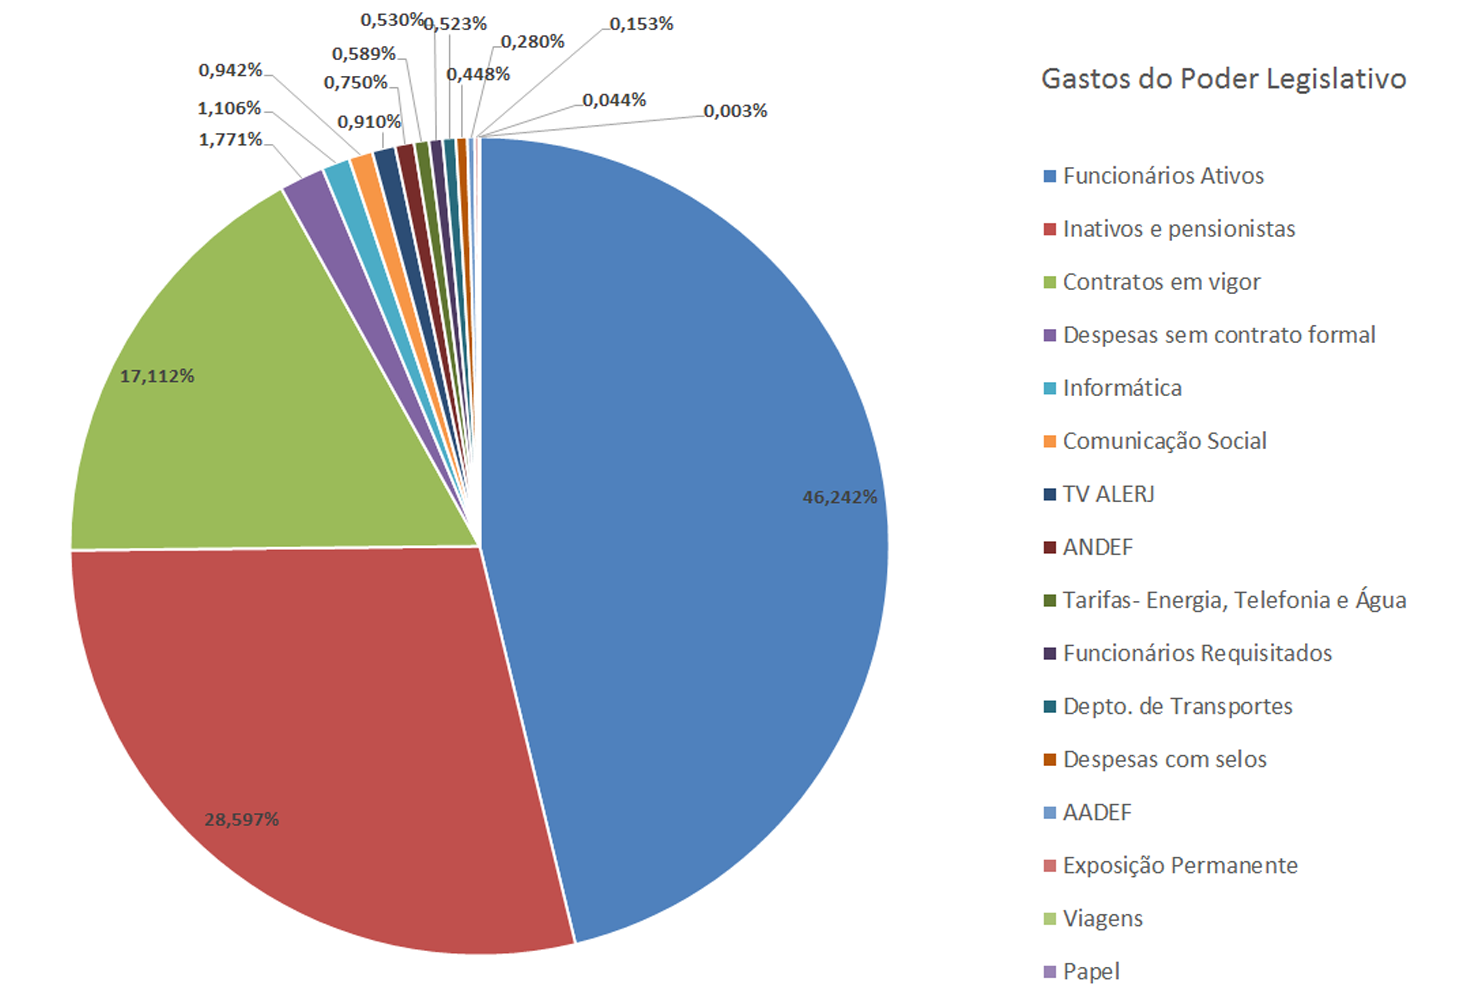 0,530%
0,523%
0,153%
0,280%
0,589%
0,942%
0,750%
0,448%
1,106%
0,044%
0,910%
0,003%
1,771%
17,112%
46,242%
28,597%
Gastos do Poder Legislativo
Funcionários Ativos
Inativos e pensionistas
Contratos em vigor
Despesas sem contrato formal
Informática
Comunicação Social
TV ALERJ
ANDEF
Tarifas- Energia, Telefonia e Água
Funcionários Requisitados
Depto. de Transportes
Despesas com selos
AADEF
Exposição Permanente
Viagens
Papel